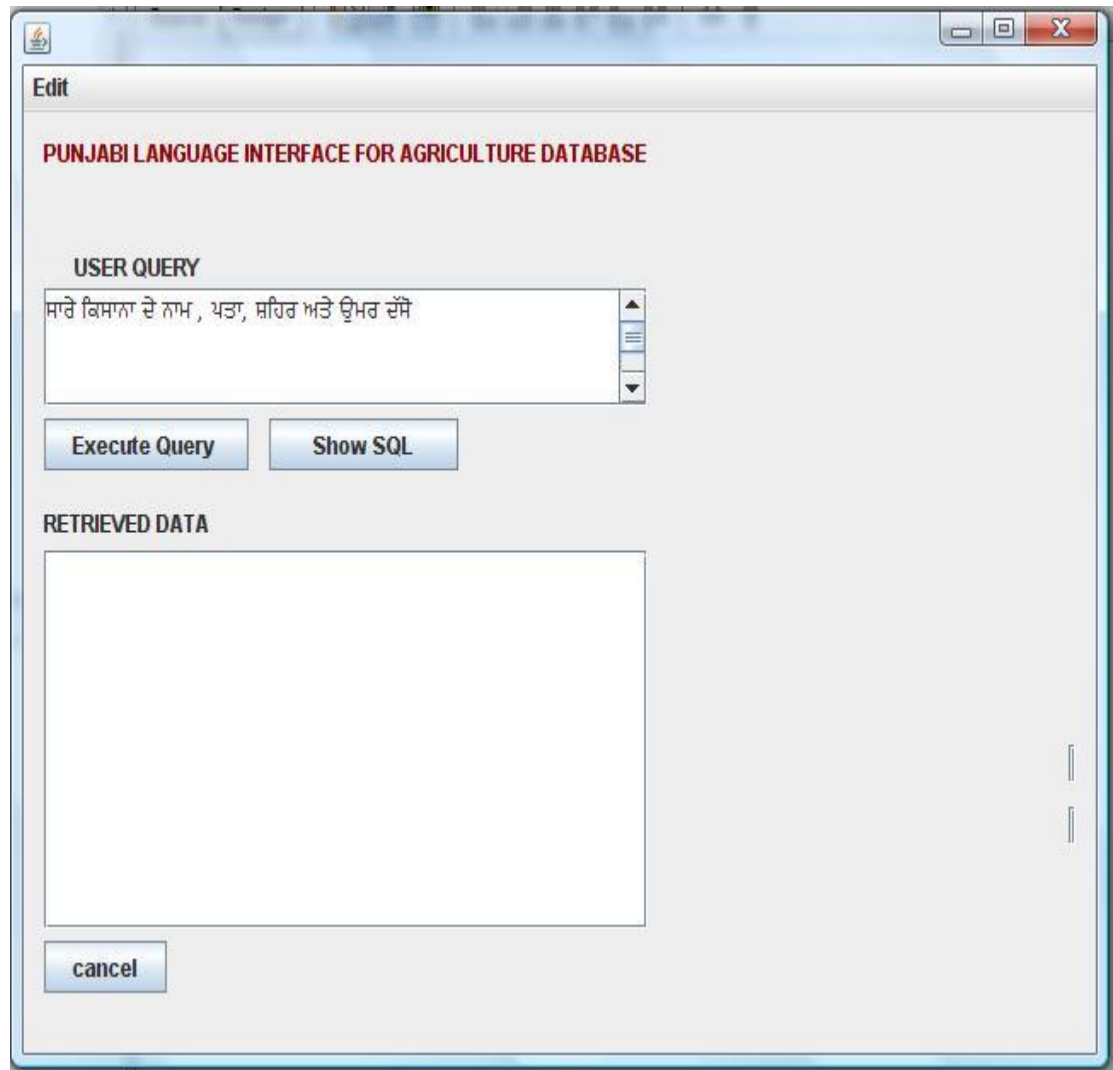 Edit
PUNJABI LANGUAGE INTERFACE FOR AGRICULTURE DATABASE
USER QUERY
ਸਾਰੇ ਕਿਸਾਨਾ ਦੇ ਨਾਮ , ਪਤਾ, ਸ਼ਹਿਰ ਅਤੇ ਉਮਰ ਦੱਸੋ
Execute Query Show SQL
RETRIEVED DATA
cancel